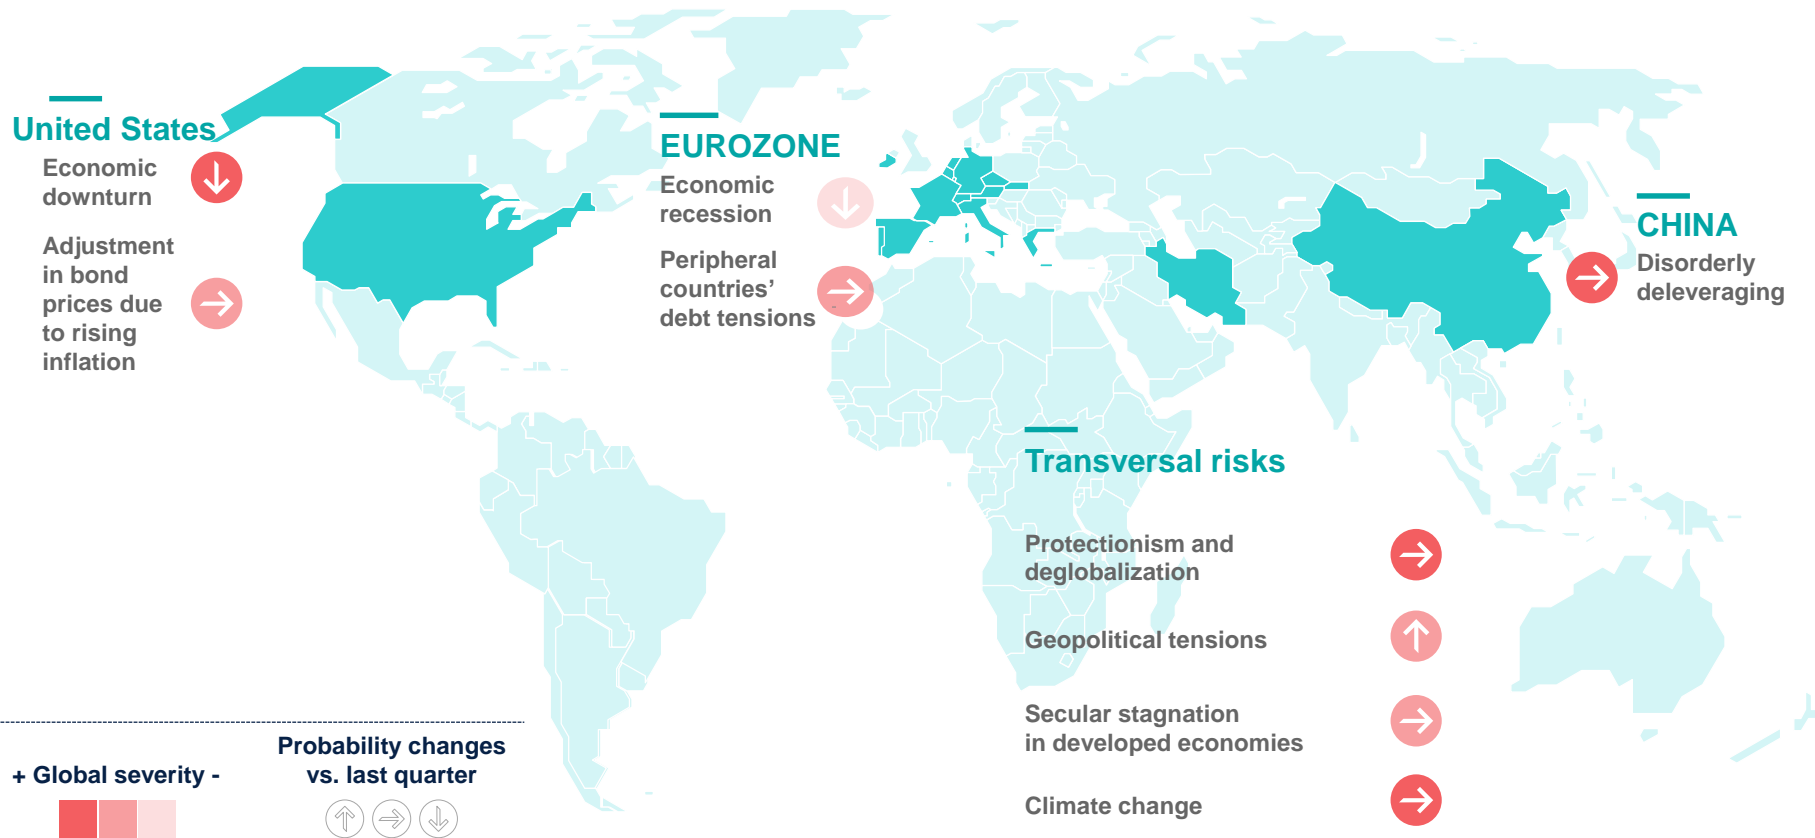 United States
Economic
downturn
Adjustment
in bond
prices due
to rising
inflation
EUROZONE
Economic
recession
Peripheral
countries’
debt tensions
CHINA
Disorderly
deleveraging
Transversal risks
Protectionism and
deglobalization
Geopolitical tensions
Secular stagnation
in developed economies
Climate change
+ Global severity -
Probability changes
vs. last quarter